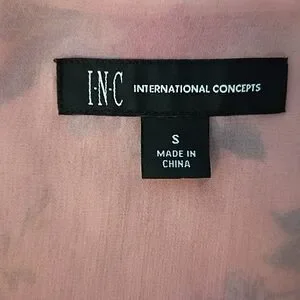 I·N·C INTERNATIONAL CONCEPTS
S
MADE IN
CHINA